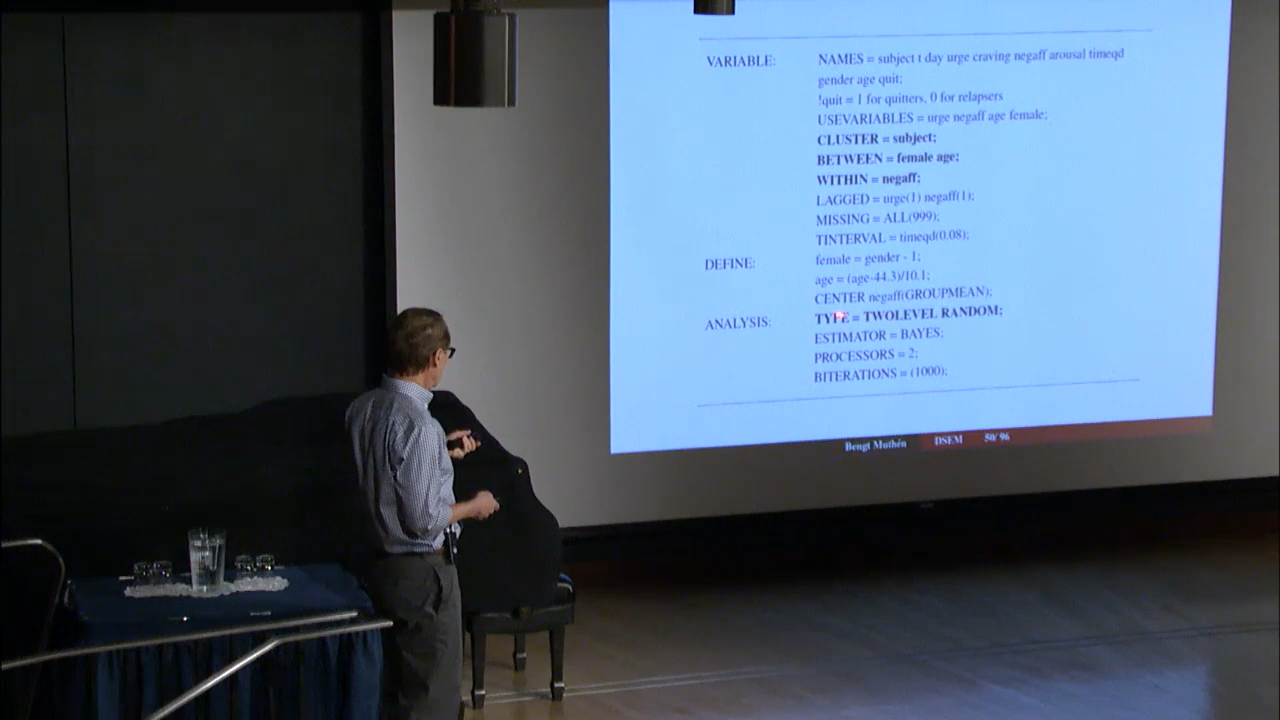 VARIABLE: NAMES = subject t day urge craving negaff arousal timeqd
gender age quit;
!quit = 1 for quitters, 0 for relapsers
USEVARIABLES = urge negaff age female;
CLUSTER = subject;
BETWEEN = female age;
WITHIN = negaff;
LAGGED = urge(1) negaff(1);
MISSING = ALL(999);
TINTERVAL = timeqd(0.08);
DEFINE: female = gender - 1;
age = (age-44.3)/10.1;
CENTER negaff(GROUPMEAN);
ANALYSIS: TYPE = TWOLEVEL RANDOM;
ESTIMATOR = BAYES;
PROCESSORS = 2;
BITERATIONS = (1000);
Bengt Muthén DSEM 50/ 96